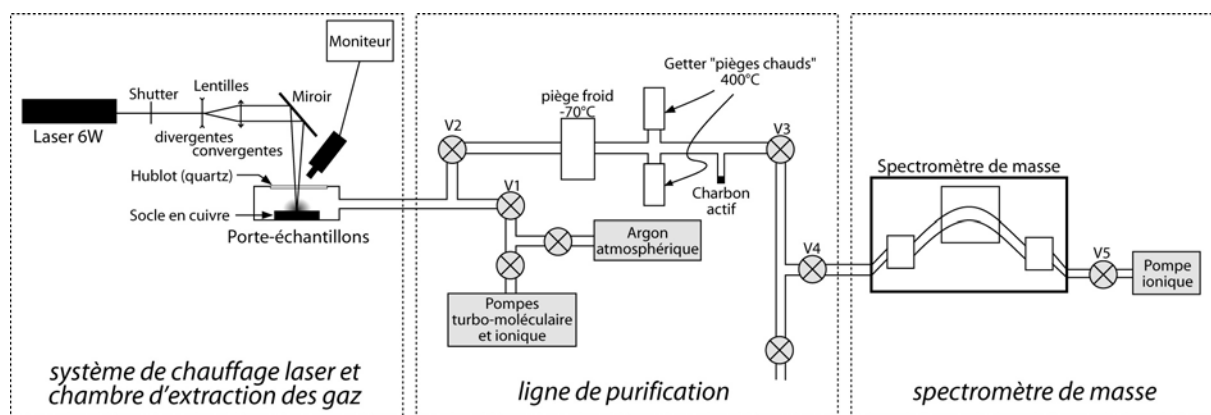 Moniteur
Lentilles
Shutter
Miroir
Laser 6W
divergentes
convergentes
Hublot (quartz)
Socle en cuivre
Porte-échantillons
système de chauffage laser et
chambre d'extraction des gaz
Getter "pièges chauds"
400°C
piège froid
-70°C
V2
V3
V1
Charbon
actif
Argon
atmosphérique
V4
Pompes
turbo-moléculaire
et ionique
ligne de purification
Spectromètre de masse
V5
Pompe
ionique
spectromètre de masse